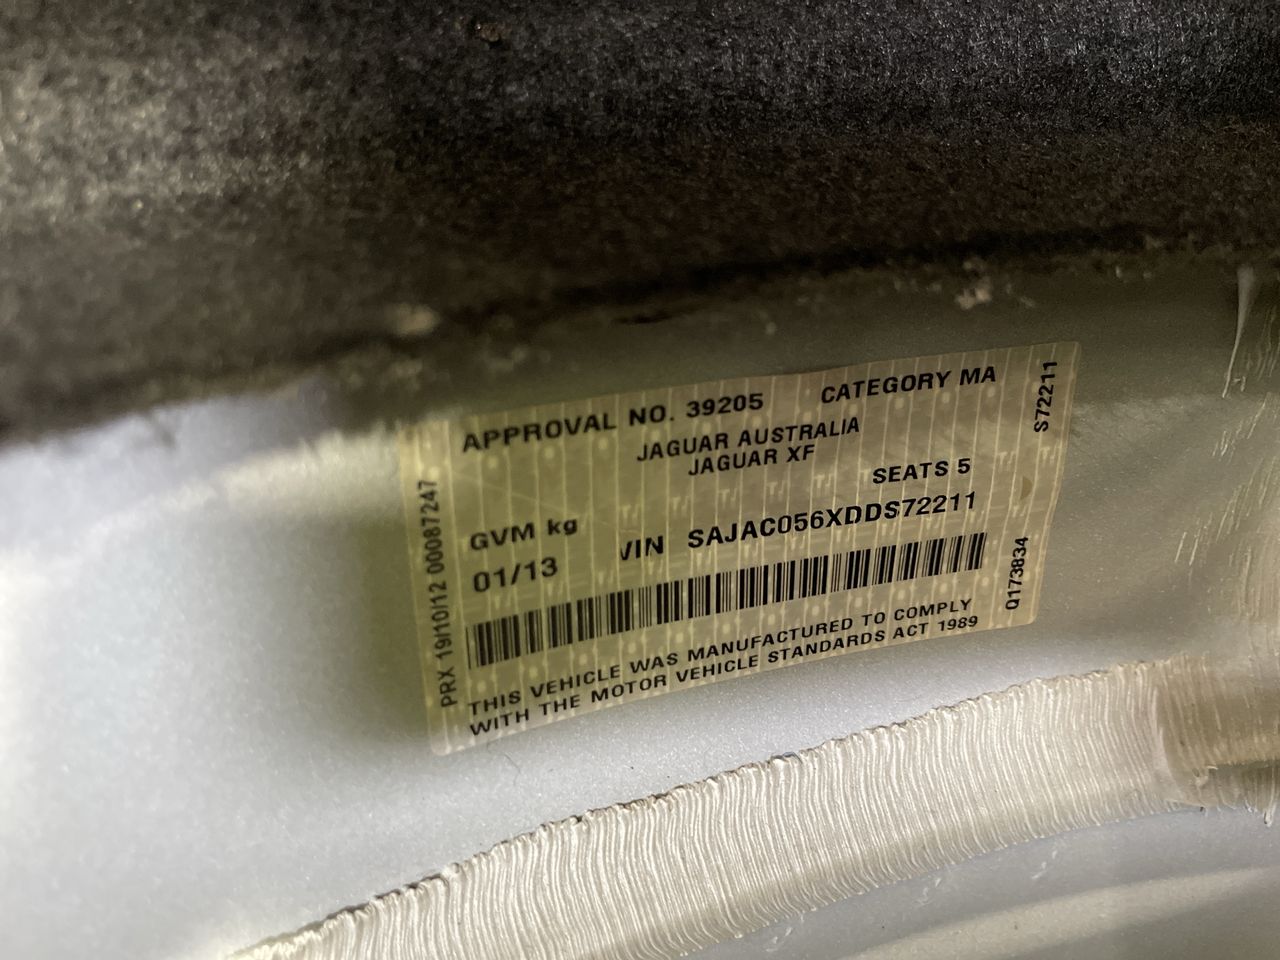 APPROVAL NO. 39205 CATEGORY MA
JAGUAR AUSTRALIA
JAGUAR XF
SEATS 5
GVM kg
VIN SAJAC056XDDS72211
01/13
THIS VEHICLE WAS MANUFACTURED TO COMPLY
WITH THE MOTOR VEHICLE STANDARDS ACT 1989
PRX 19/10/12 00087247
S72211
Q173834